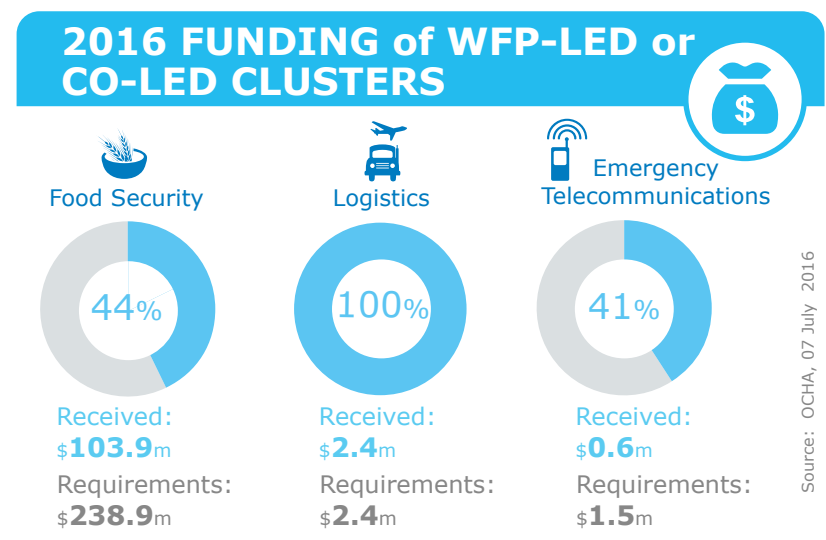 2016 FUNDING of WFP-LED or
CO-LED CLUSTERS
$
Food Security
44%
Received:
$103.9m
Requirements:
$238.9m
Logistics
100%
Received:
$2.4m
Requirements:
$2.4m
Emergency
Telecommunications
41%
Received:
$0.6m
Requirements:
$1.5m
Source: OCHA, 07 July 2016